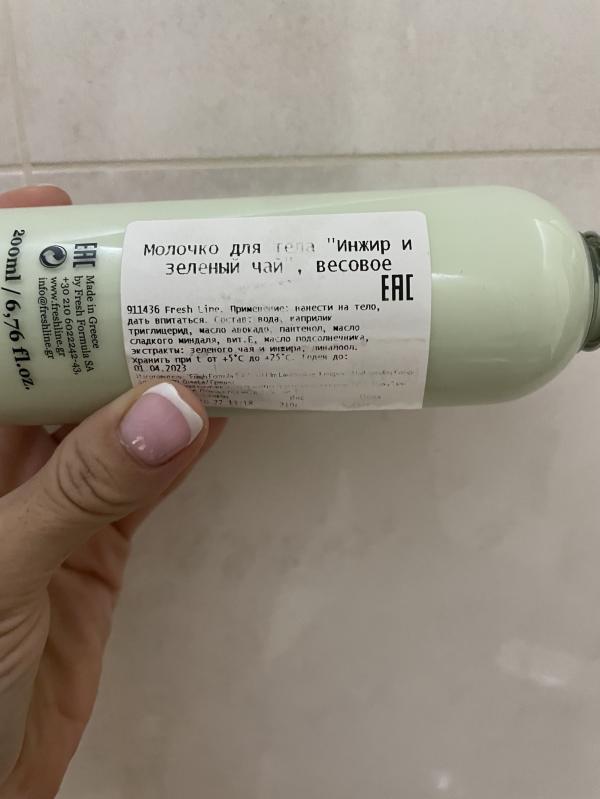 Молочко для тела "Инжир и
зеленый чай", весовое
EAC
911436 Fresh Line. Применение: нанести на тело,
дать впитаться. Состав: вода, каприлик
триглицерид, масло авокадо, пантенол, масло
сладкого миндаля, вит.Е, масло подсолнечника,
экстракты: зеленого чая и инжира, линалоол.
хранить при t от +5°C до +25°C. Годен до:
01.04.2023
EAC
Made in Greece
by Fresh Formula SA
www.freshline.gr
info@freshline.gr
200ml / 6,76 fl.oz.